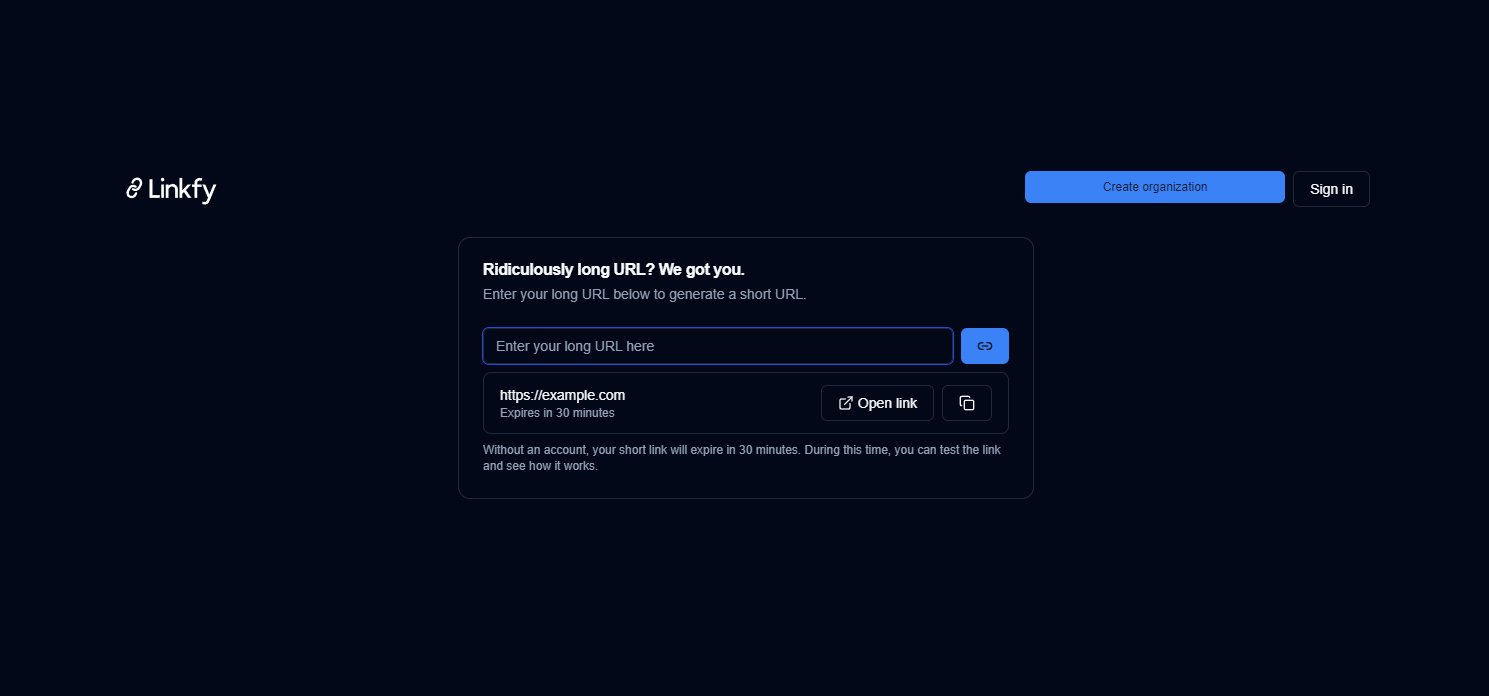 Linkfy
Create organization
Sign in
Ridiculously long URL? We got you.
Enter your long URL below to generate a short URL.
Enter your long URL here
https://example.com
Expires in 30 minutes
Open link
Without an account, your short link will expire in 30 minutes. During this time, you can test the link
and see how it works.